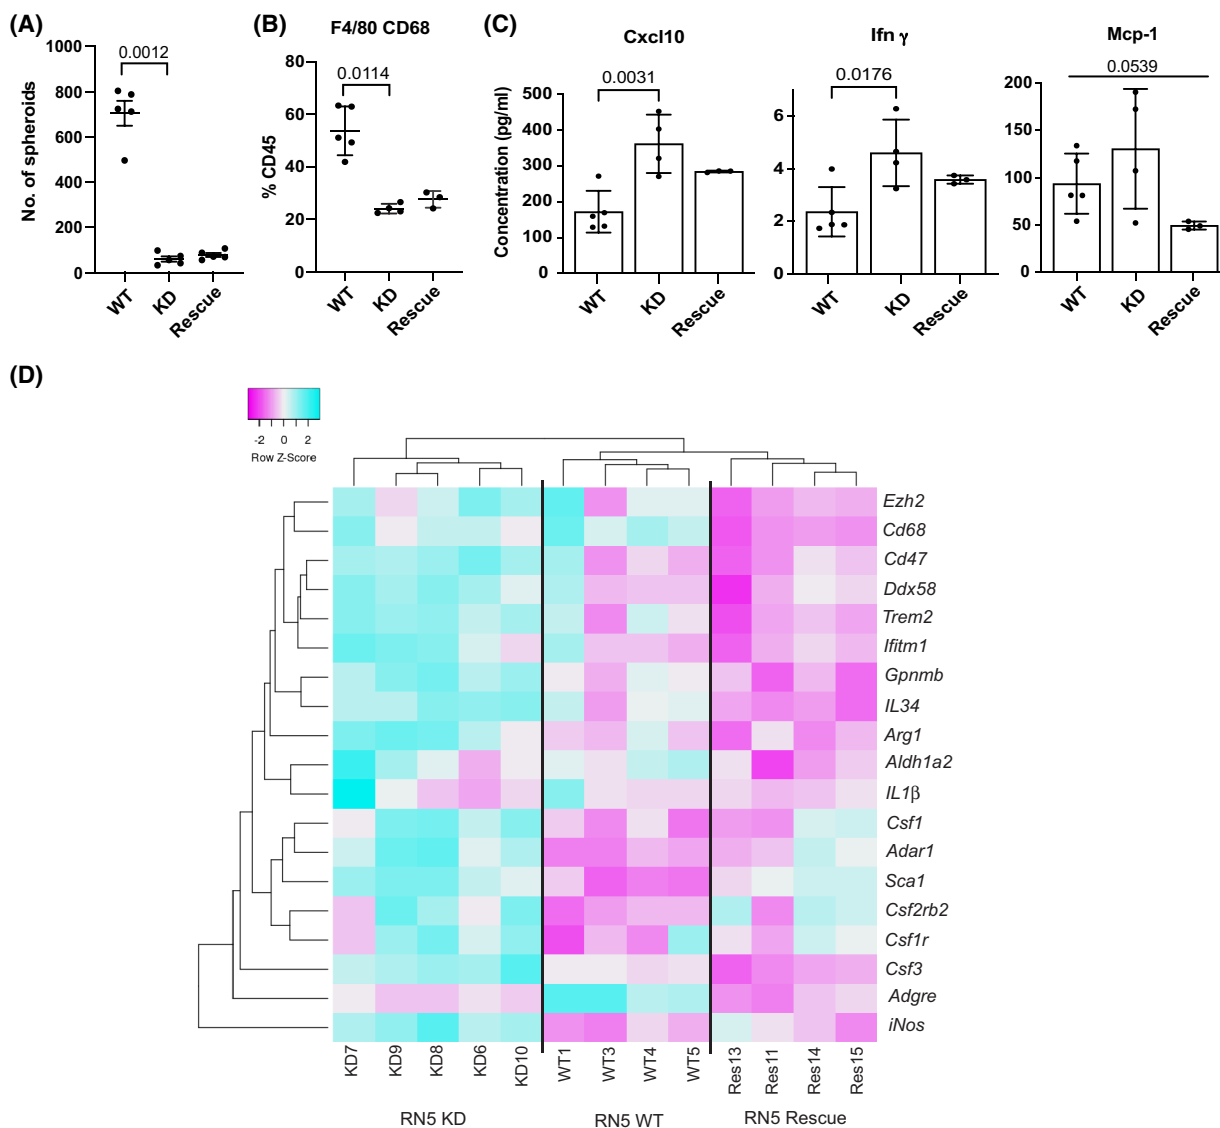 (A)
0.0012
No. of spheroids
1000
800
600
400
200
0
WT
KD
Rescue
(B)
F4/80 CD68
0.0114
% CD45
80
60
40
20
0
WT
KD
Rescue
(C)
Cxcl10
0.0031
Concentration (pg/ml)
500
400
300
200
100
0
WT
KD
Rescue
Ifn γ
0.0176
6
4
2
0
WT
KD
Rescue
Mcp-1
0.0539
200
150
100
50
0
WT
KD
Rescue
(D)
-2 0 2
Row Z-Score
Ezh2
Cd68
Cd47
Ddx58
Trem2
Ifitm1
Gpnmb
IL34
Arg1
Aldh1a2
IL1β
Csf1
Adar1
Sca1
Csf2rb2
Csf1r
Csf3
Adgre
iNos
KD7 KD9 KD8 KD6 KD10 WT1 WT3 WT4 WT5 Res13 Res11 Res14 Res15
RN5 KD RN5 WT RN5 Rescue